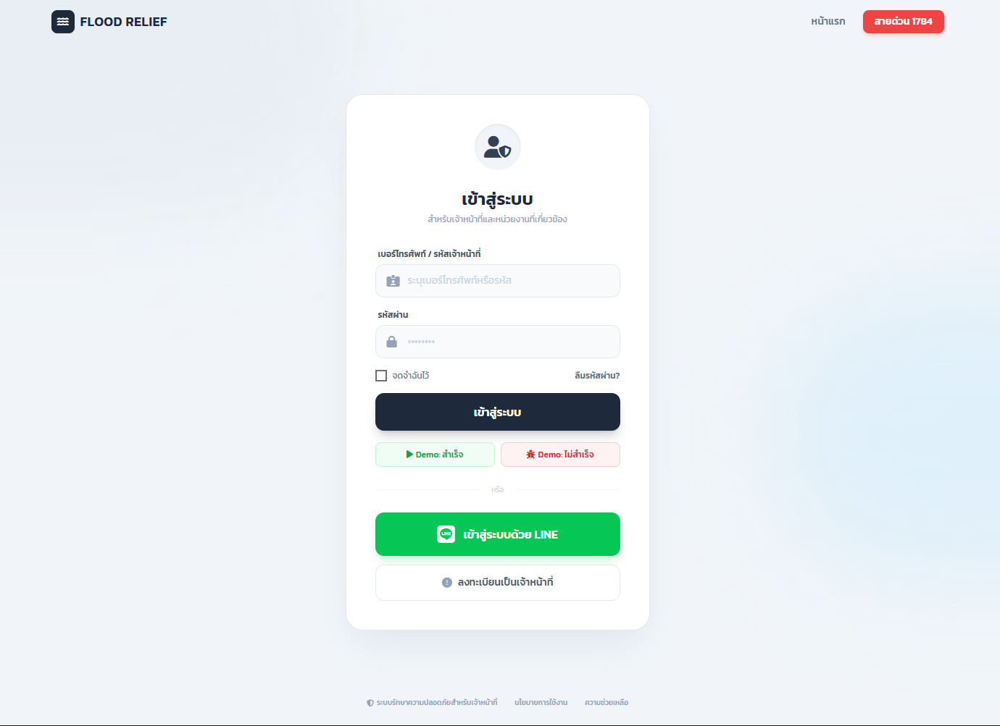 FLOOD RELIEF
หน้าแรก
สายด่วน 1784
เข้าสู่ระบบ
สำหรับเจ้าหน้าที่และหน่วยงานที่เกี่ยวข้อง
เบอร์โทรศัพท์ / รหัสเจ้าหน้าที่
ระบุเบอร์โทรศัพท์หรือรหัส
รหัสผ่าน
••••••••
จดจำฉันไว้
ลืมรหัสผ่าน?
เข้าสู่ระบบ
Demo: สำเร็จ
Demo: ไม่สำเร็จ
หรือ
LINE
เข้าสู่ระบบด้วย LINE
ลงทะเบียนเป็นเจ้าหน้าที่
ระบบรักษาความปลอดภัยสำหรับเจ้าหน้าที่
นโยบายการใช้งาน
ความช่วยเหลือ